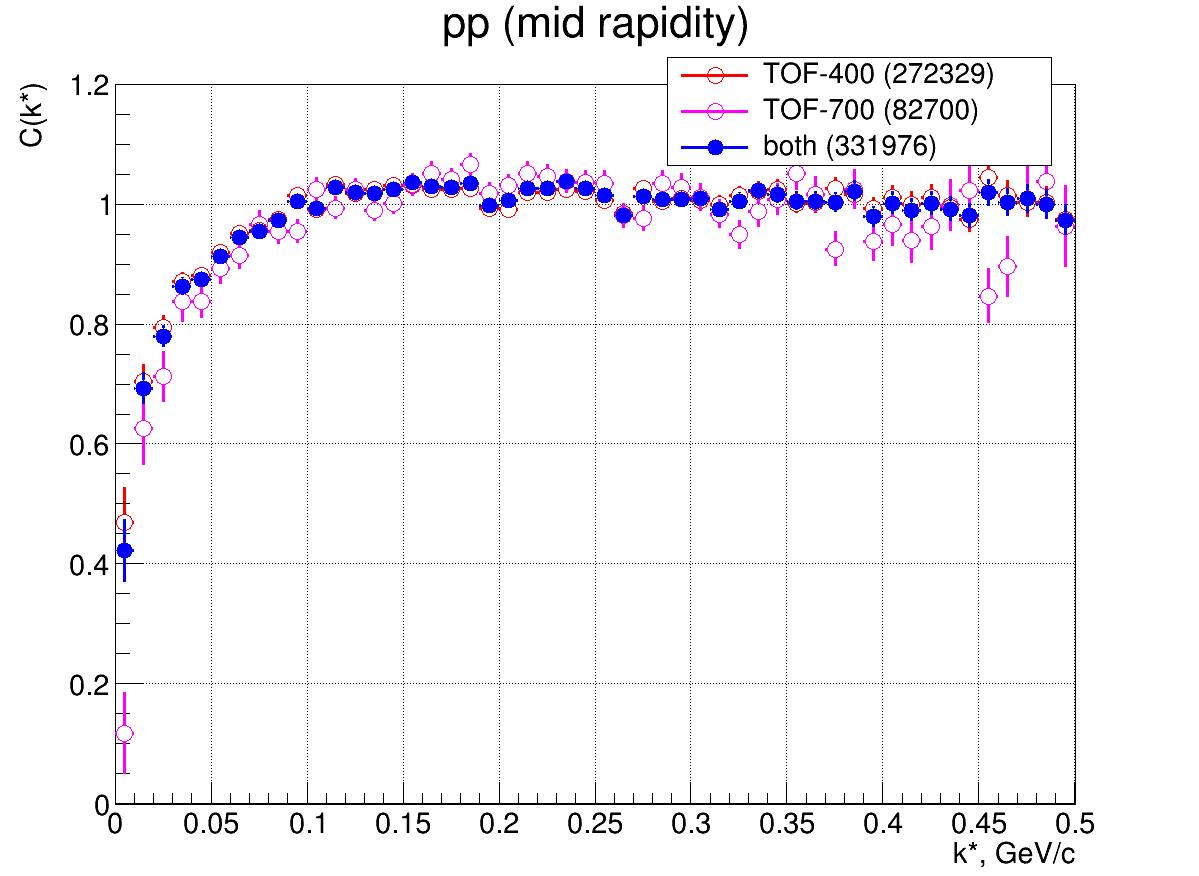 pp (mid rapidity)
C(k*)
TOF-400 (272329)
TOF-700 (82700)
both (331976)
1.2
1
0.8
0.6
0.4
0.2
0
0 0.05 0.1 0.15 0.2 0.25 0.3 0.35 0.4 0.45 0.5
k*, GeV/c